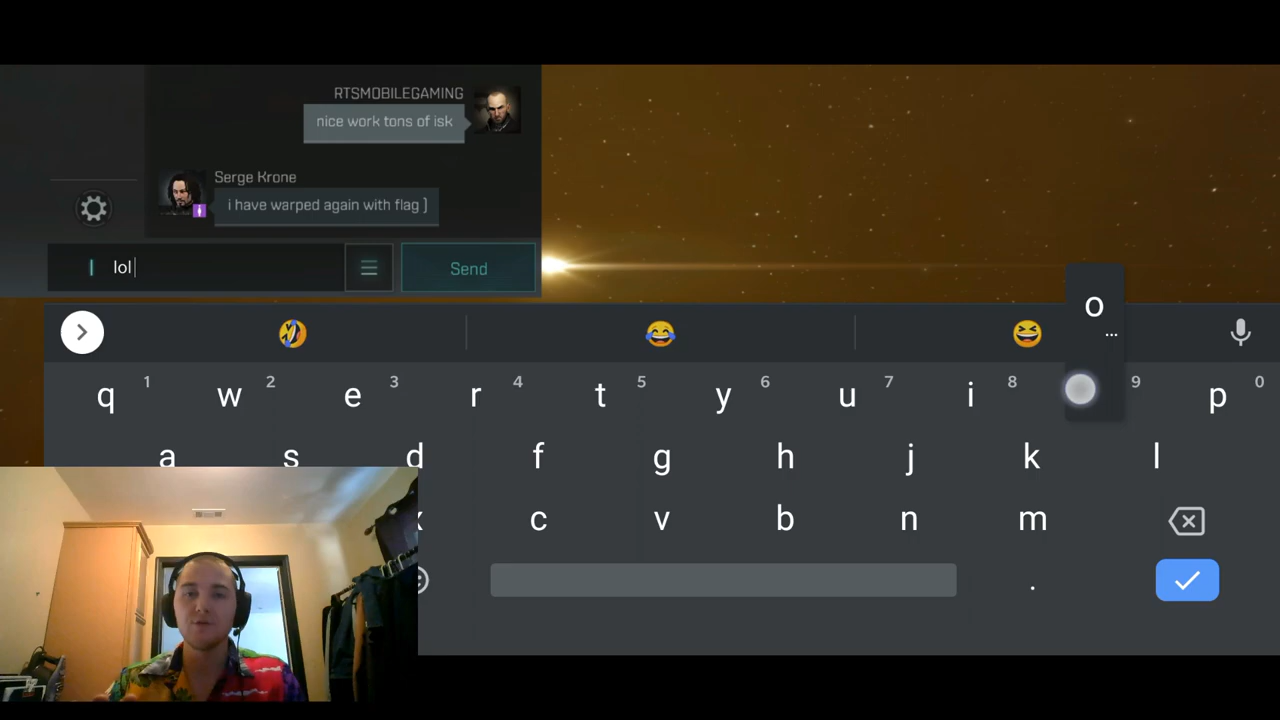 RTSMOBILEGAMING
nice work tons of isk
Serge Krone
i have warped again with flag )
lol
Send
o
...
q 1 w 2 e 3 r 4 t 5 y 6 u 7 i 8 9 p 0
a s d f g h j k l
x c v b n m
.